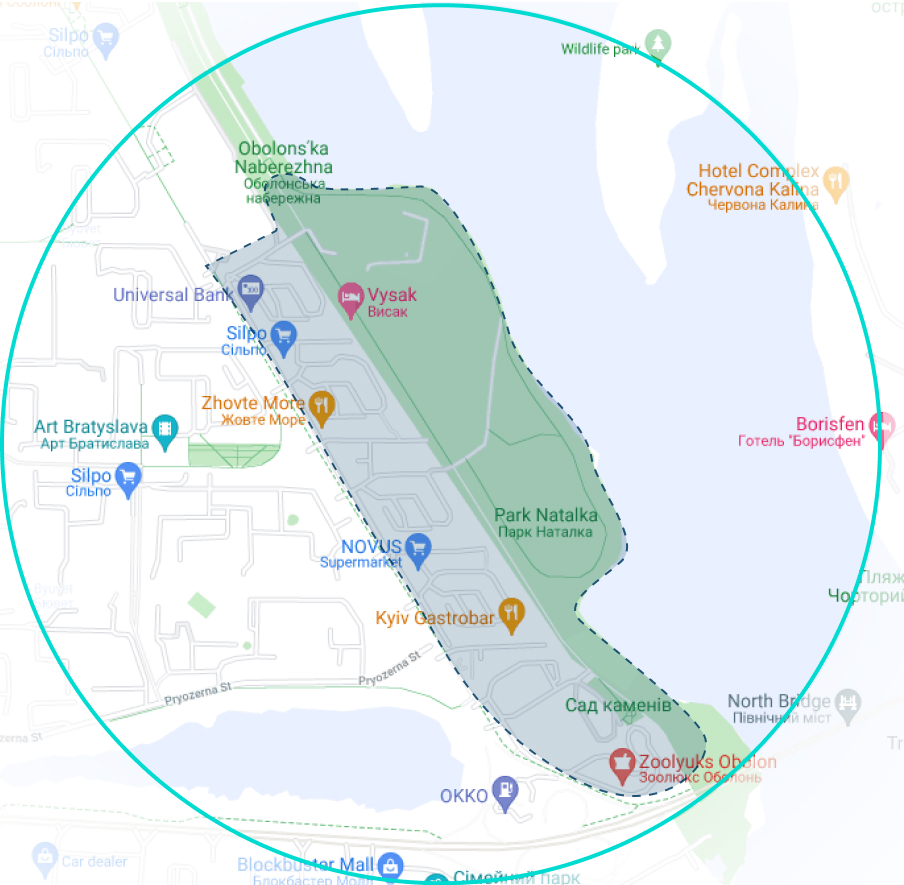 Silpo
Сільпо
Wildlife park
Obolons'ka
Naberezhna
Оболонська
набережна
Hotel Complex
Chervona Kalina
Червона Калина
Universal Bank
Vysak
Висак
Silpo
Сільпо
Zhovte More
Жовте Море
Art Bratyslava
Арт Братислава
Borisfen
Готель "Борисфен"
Silpo
Сільпо
Park Natalka
Парк Наталка
NOVUS
Supermarket
Пляж
Чорторий
Kyiv Gastrobar
Pryozerna St
Pryozerna St
Сад каменів
North Bridge
Північний міст
zerna St
Tr
Zoolyuks Obolon
Зоолюкс Оболонь
OKKO
Car dealer
Blockbuster Mall
Блокбастер Молл
Сімейний парк